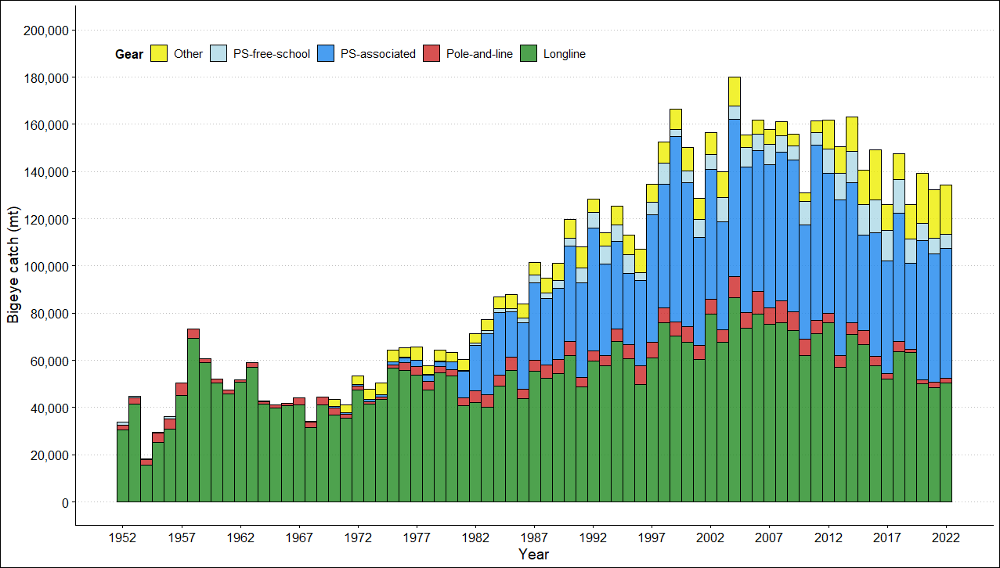 200,000
Gear Other PS-free-school PS-associated Pole-and-line Longline
180,000
160,000
140,000
120,000
100,000
80,000
60,000
40,000
20,000
0
Bigeye catch (mt)
1952 1957 1962 1967 1972 1977 1982 1987 1992 1997 2002 2007 2012 2017 2022
Year